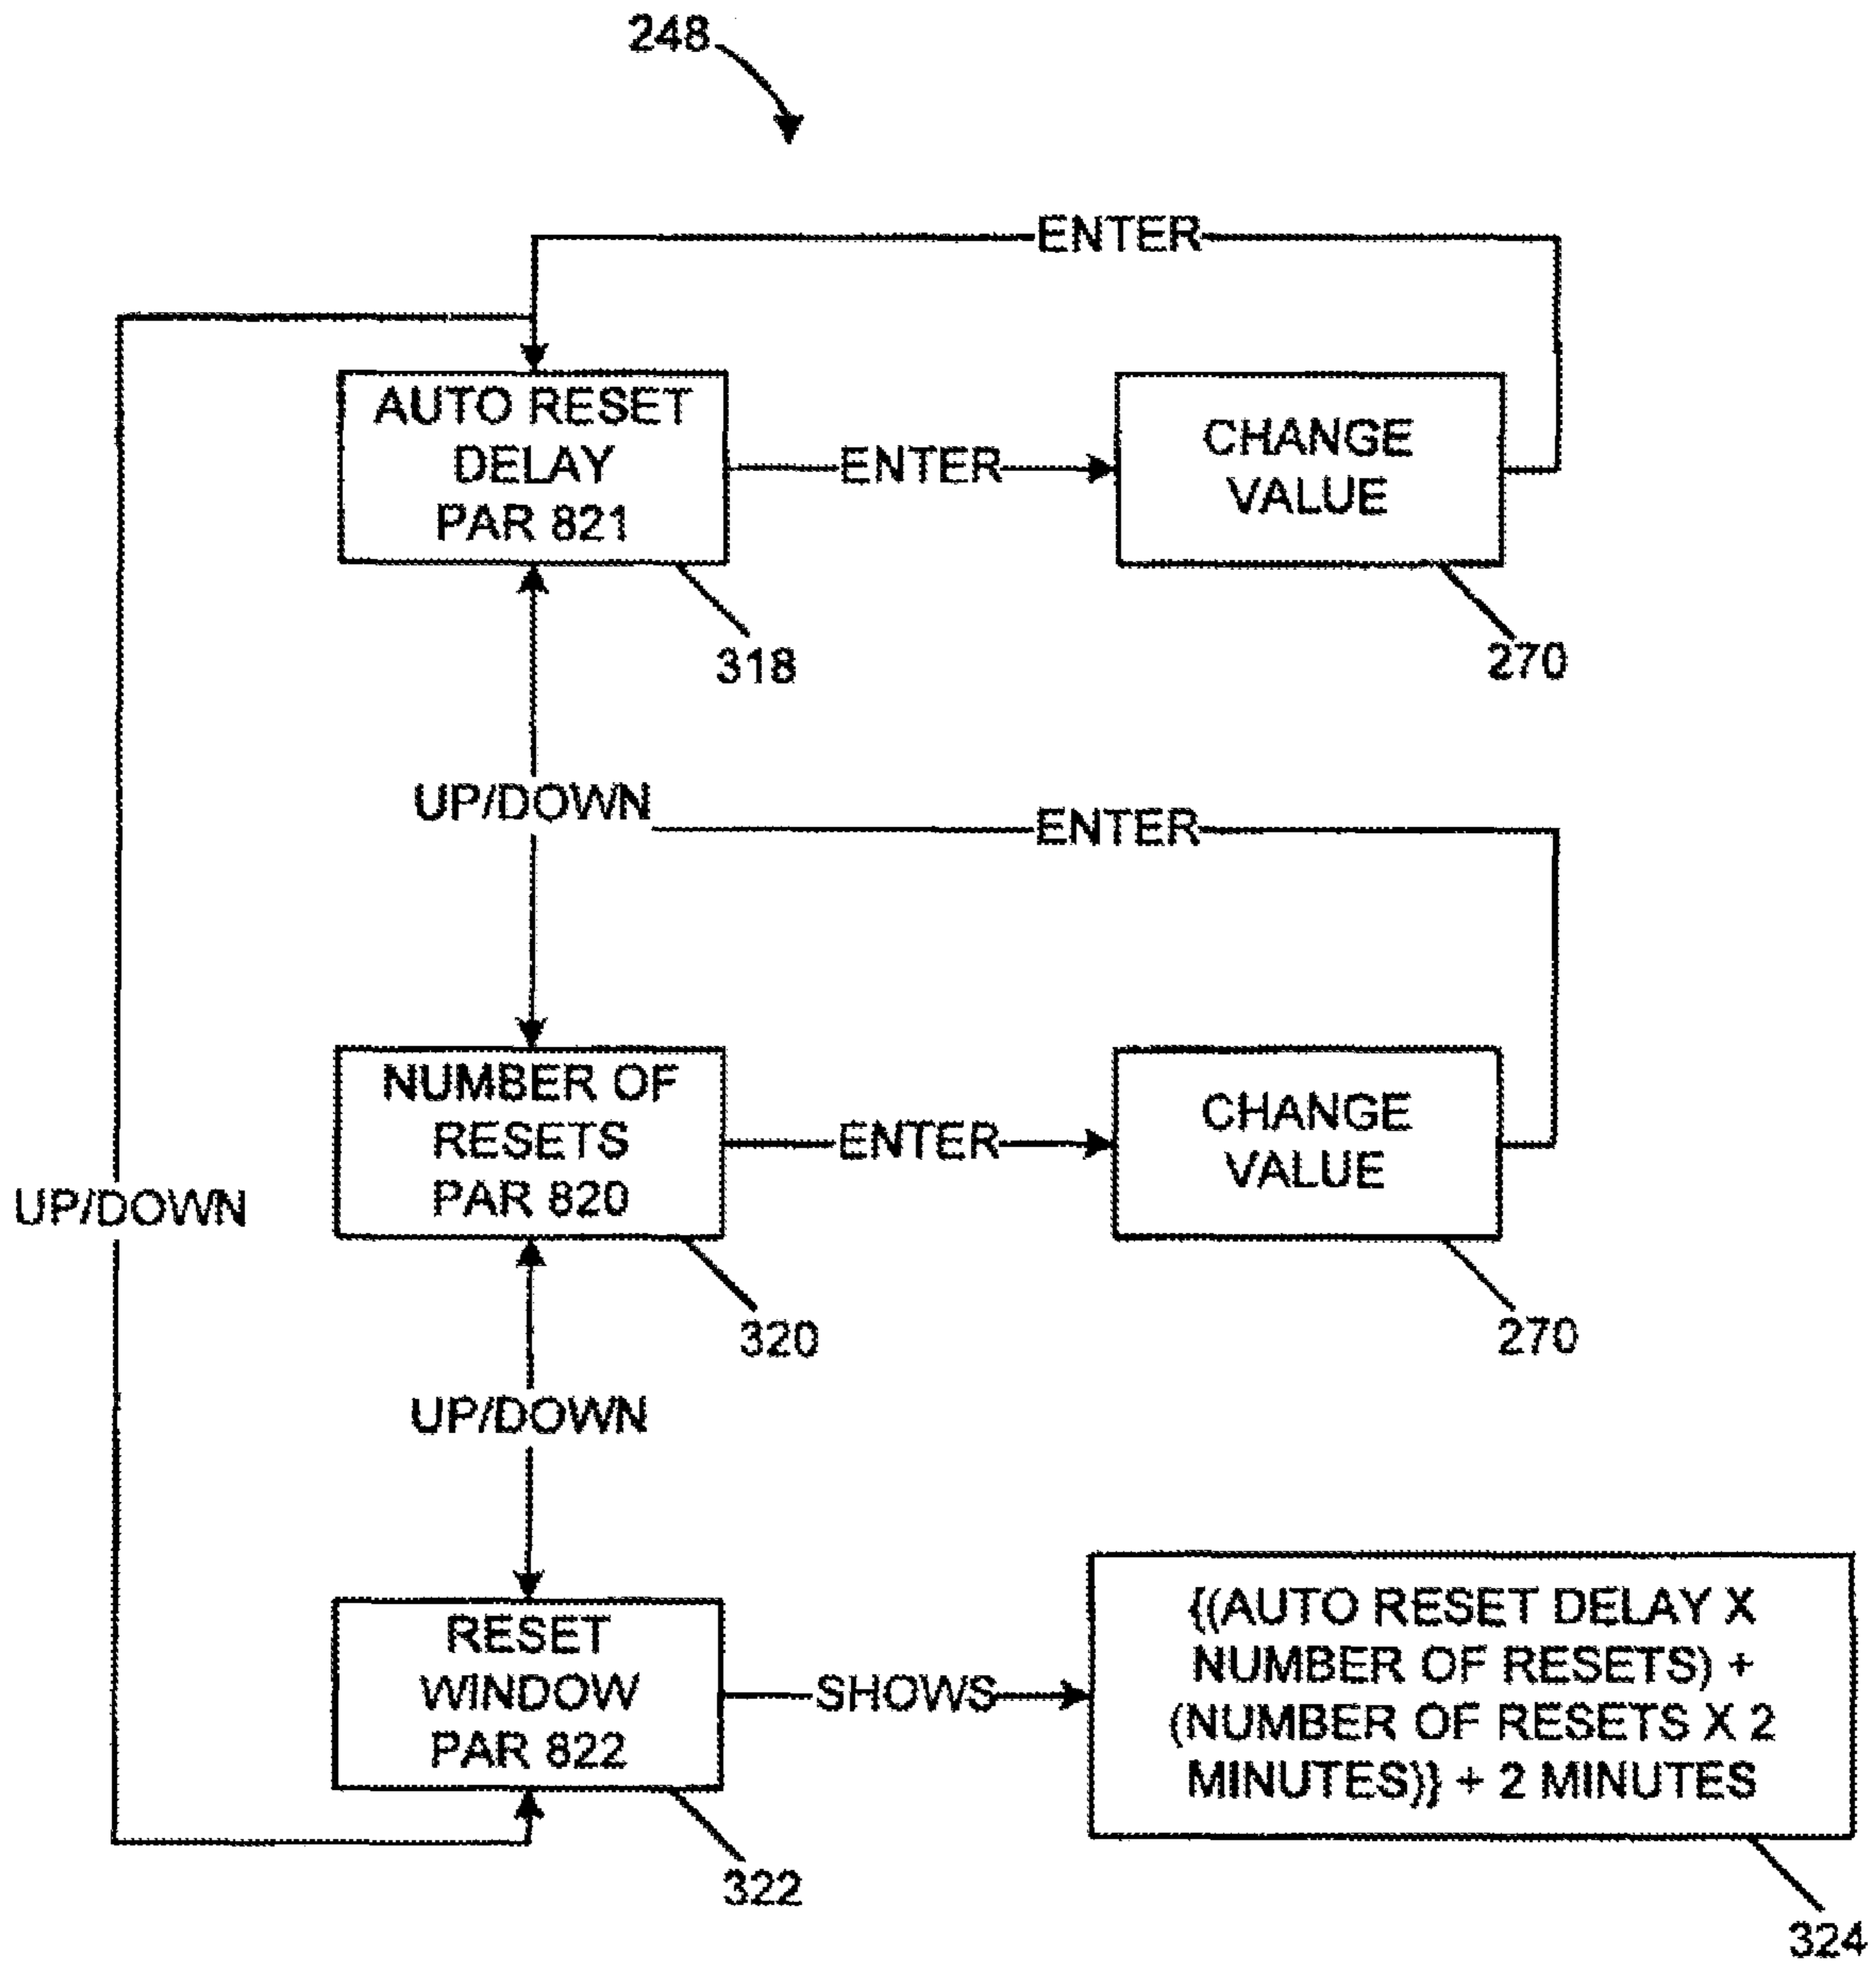 248
ENTER
AUTO RESET
DELAY
PAR 821
ENTER
CHANGE
VALUE
318
270
UP/DOWN
ENTER
NUMBER OF
RESETS
PAR 820
ENTER
CHANGE
VALUE
UP/DOWN
320
270
UP/DOWN
RESET
WINDOW
PAR 822
SHOWS
{(AUTO RESET DELAY X
NUMBER OF RESETS) +
(NUMBER OF RESETS X 2
MINUTES)} + 2 MINUTES
322
324